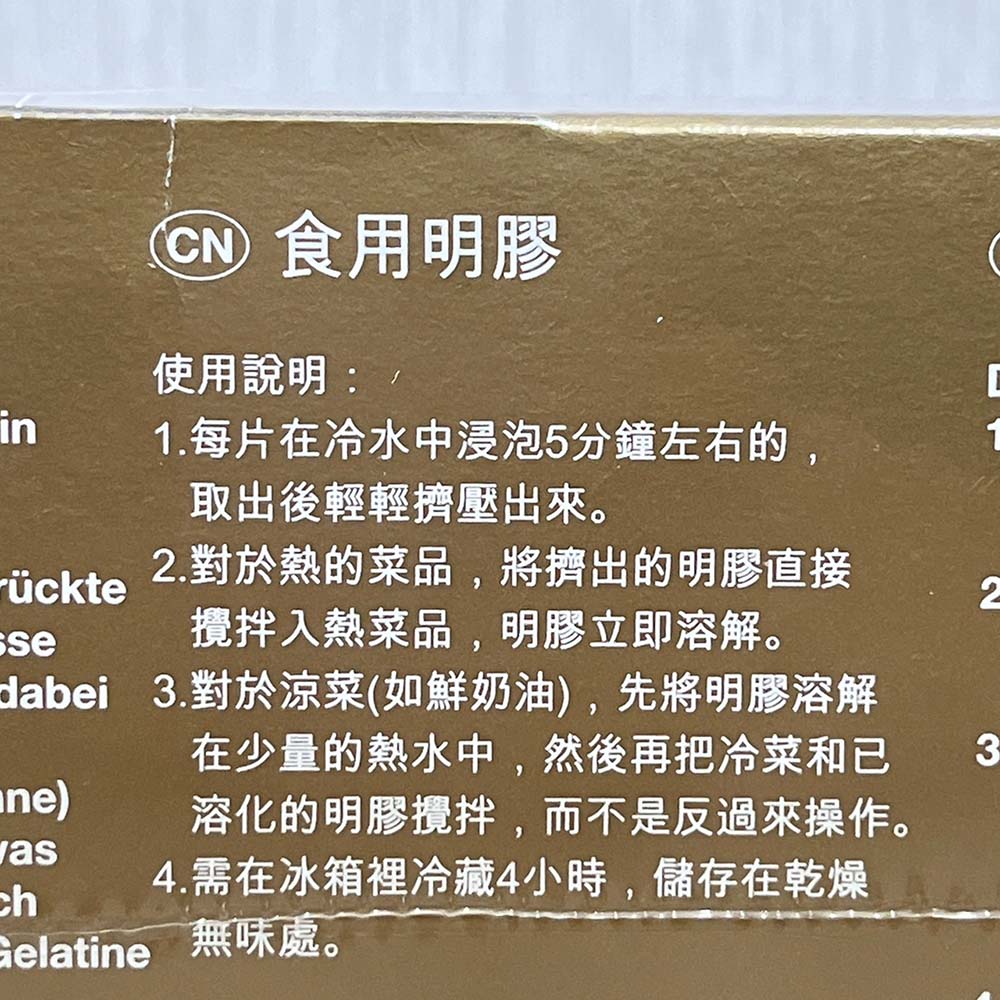 CN 食用明膠
使用說明：
1.每片在冷水中浸泡5分鐘左右的，
取出後輕輕擠壓出來。
2.對於熱的菜品，將擠出的明膠直接
攪拌入熱菜品，明膠立即溶解。
3.對於涼菜(如鮮奶油)，先將明膠溶解
在少量的熱水中，然後再把冷菜和已
溶化的明膠攪拌，而不是反過來操作。
4.需在冰箱裡冷藏4小時，儲存在乾燥
無味處。
in
rückte
sse
dabei
nne)
vas
ch
Gelatine
1
2
3